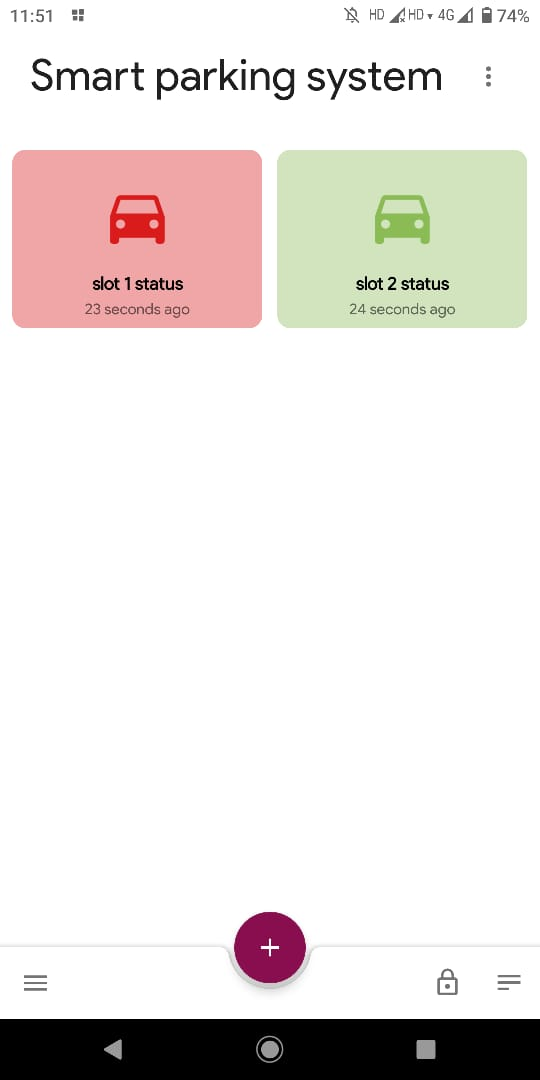 11:51 HD HD 4G 74%
Smart parking system
slot 1 status
23 seconds ago
slot 2 status
24 seconds ago